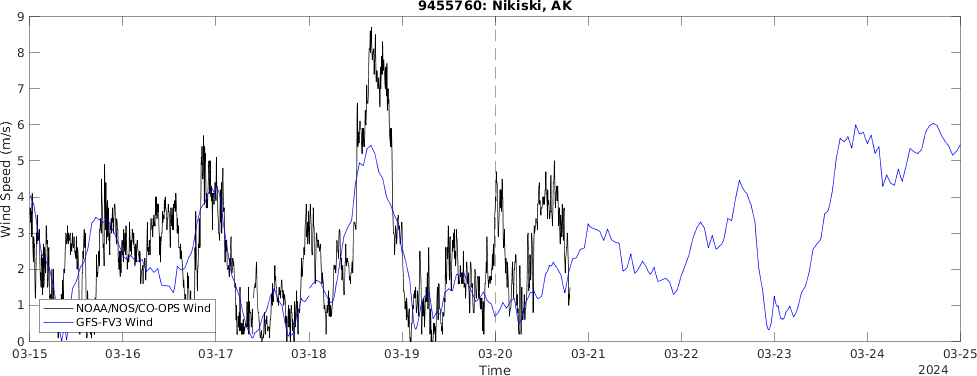 9455760: Nikiski, AK
Wind Speed (m/s)
9
8
7
6
5
4
3
2
1
0
NOAA/NOS/CO-OPS Wind
GFS-FV3 Wind
03-15 03-16 03-17 03-18 03-19 03-20 03-21 03-22 03-23 03-24 03-25
Time
2024